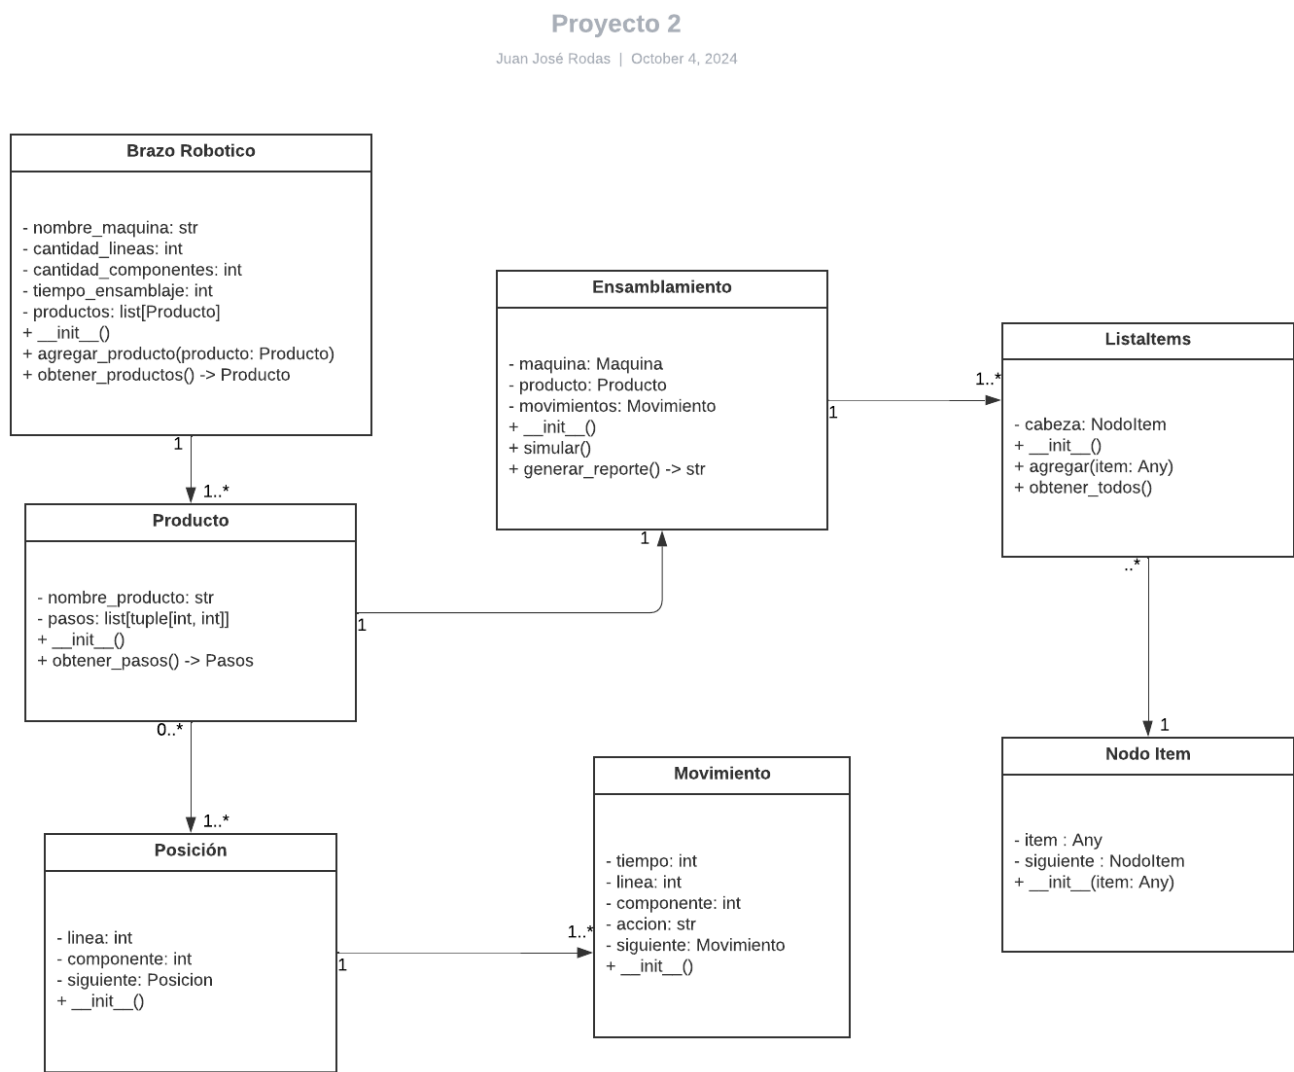 Proyecto 2
Juan José Rodas | October 4, 2024
Brazo Robotico
- nombre_maquina: str
- cantidad_lineas: int
- cantidad_componentes: int
- tiempo_ensamblaje: int
- productos: list[Producto]
+ __init__()
+ agregar_producto(producto: Producto)
+ obtener_productos() -> Producto
1
1..*
Producto
- nombre_producto: str
- pasos: list[tuple[int, int]]
+ __init__()
+ obtener_pasos() -> Pasos
1
1
0..*
1..*
Posición
- linea: int
- componente: int
- siguiente: Posicion
+ __init__()
1
1..*
Movimiento
- tiempo: int
- linea: int
- componente: int
- accion: str
- siguiente: Movimiento
+ __init__()
Ensamblamiento
- maquina: Maquina
- producto: Producto
- movimientos: Movimiento
+ __init__()
+ simular()
+ generar_reporte() -> str
1
1..*
ListaItems
- cabeza: NodoItem
+ __init__()
+ agregar(item: Any)
+ obtener_todos()
..*
1
Nodo Item
- item : Any
- siguiente : NodoItem
+ __init__(item: Any)